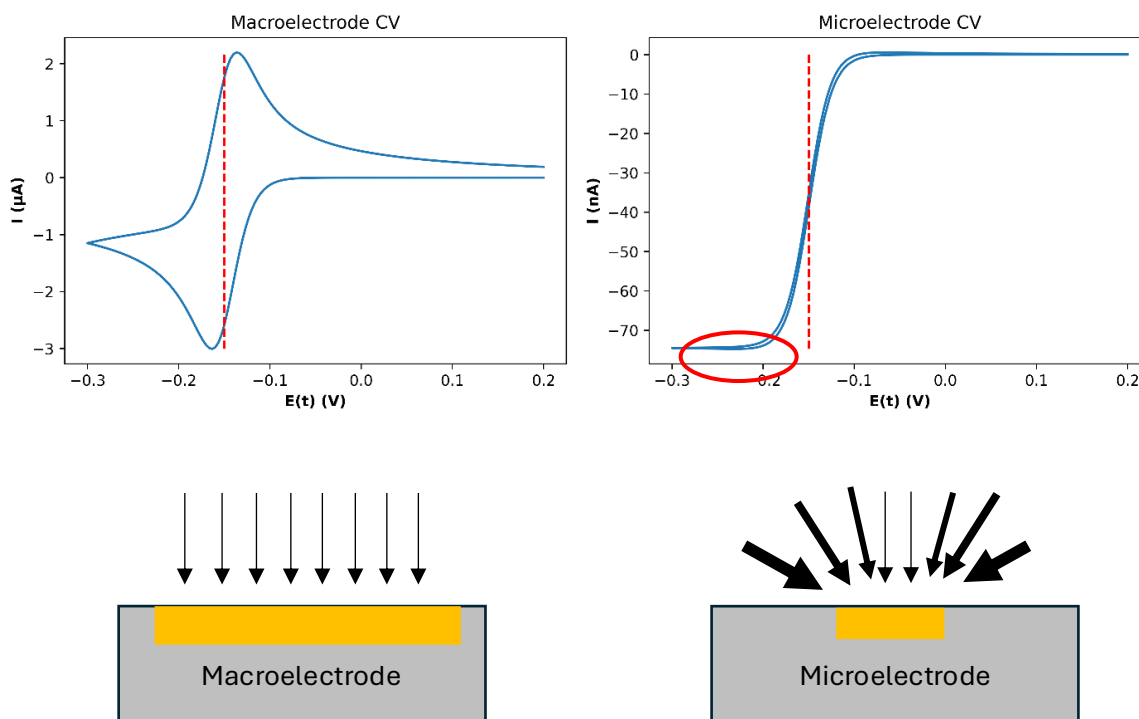 Macroelectrode CV
2
1
0
−1
−2
−3
I (μA)
−0.3 −0.2 −0.1 0.0 0.1 0.2
E(t) (V)
Microelectrode CV
0
−10
−20
−30
−40
−50
−60
−70
I (nA)
−0.3 0.2 −0.1 0.0 0.1 0.2
E(t) (V)
Macroelectrode
Microelectrode